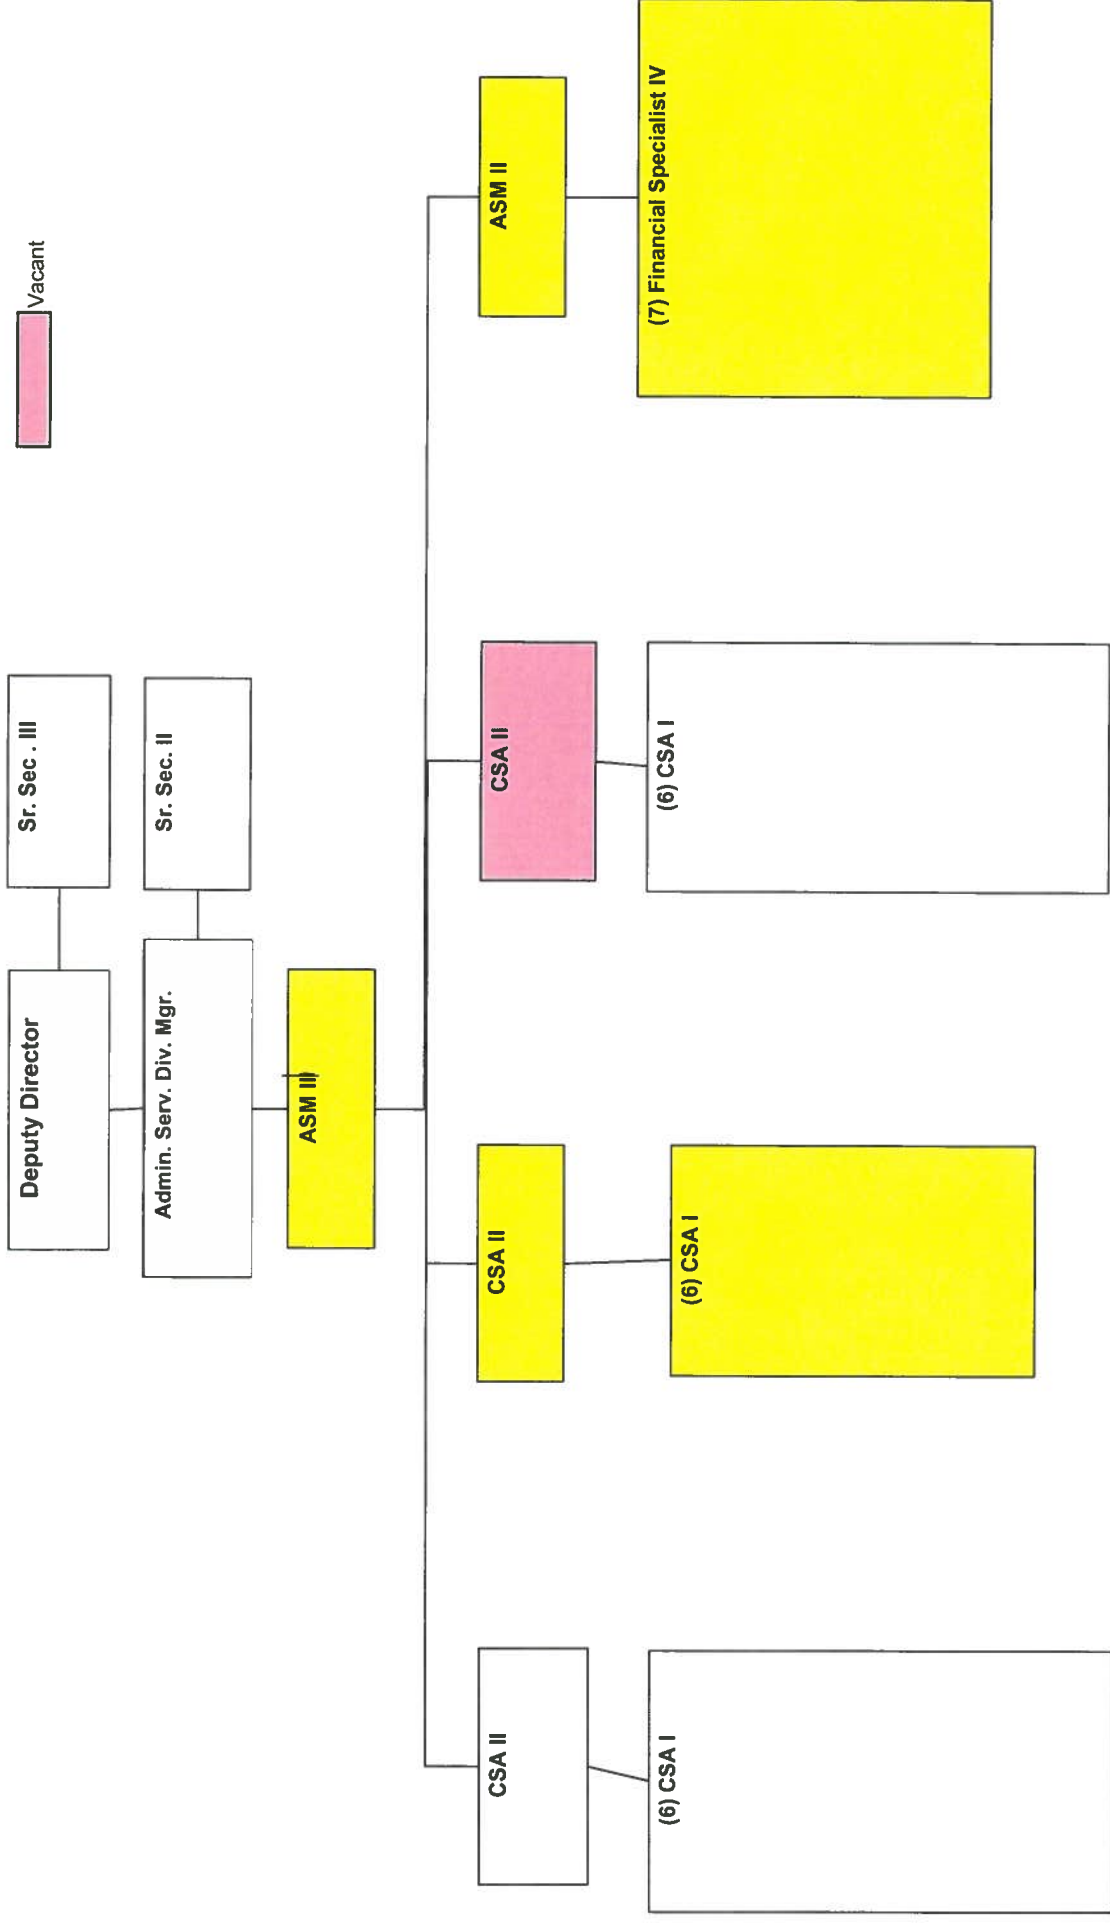 Vacant
Deputy Director
Sr. Sec . III
Admin. Serv. Div. Mgr.
Sr. Sec. II
ASM III
CSA II
CSA II
CSA II
ASM II
(6) CSA I
(6) CSA I
(6) CSA I
(7) Financial Specialist IV